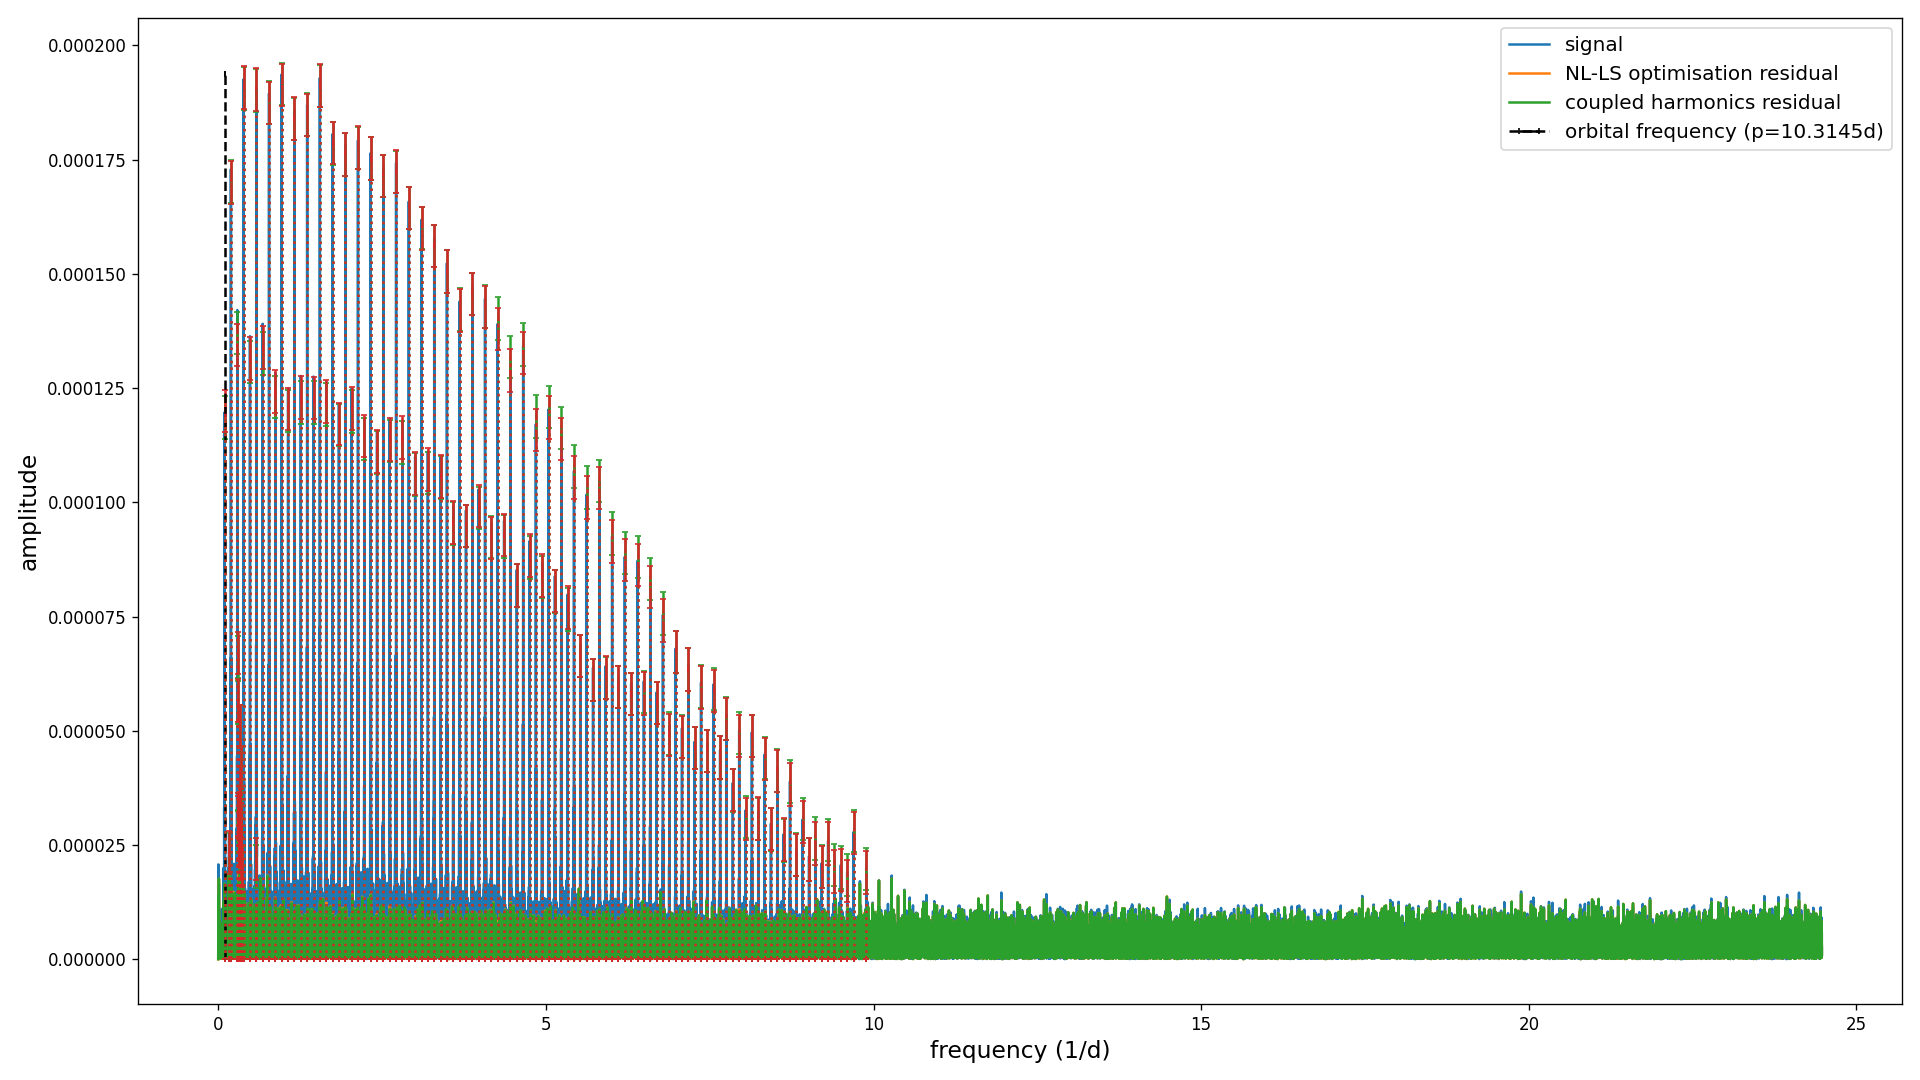 signal
NL-LS optimisation residual
coupled harmonics residual
orbital frequency (p=10.3145d)
amplitude
0.000200
0.000175
0.000150
0.000125
0.000100
0.000075
0.000050
0.000025
0.000000
0 5 10 15 20 25
frequency (1/d)